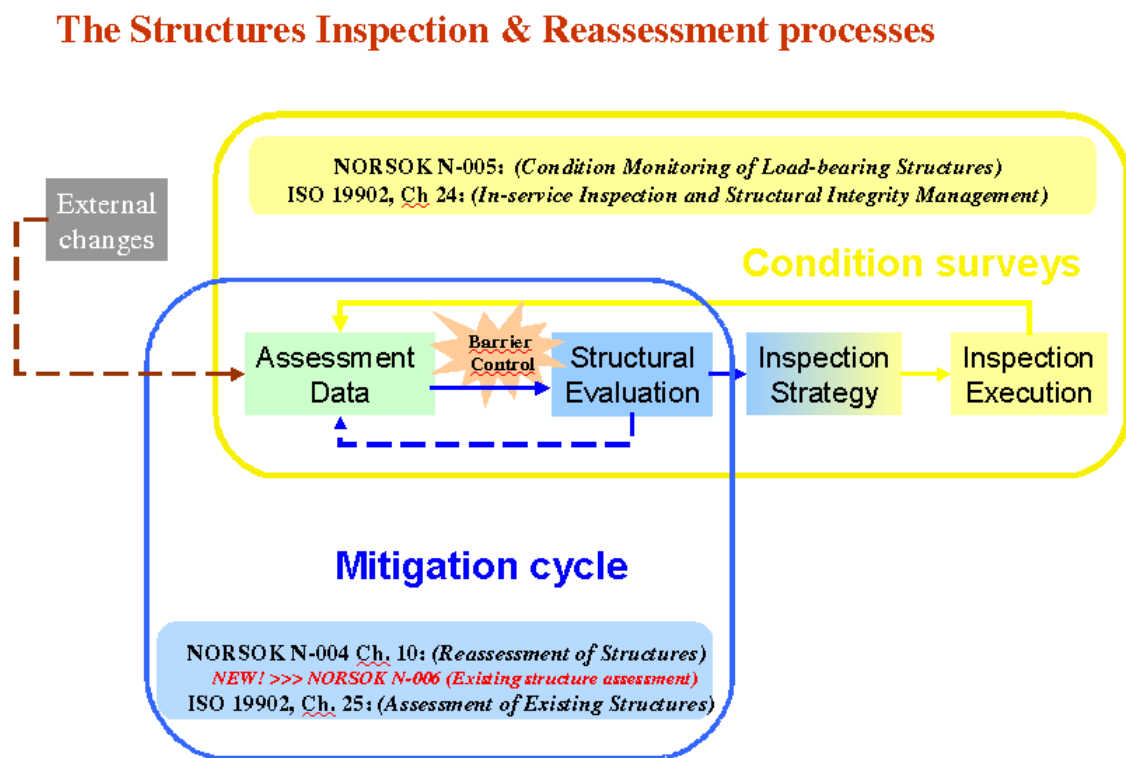 The Structures Inspection & Reassessment processes
NORSOK N-005: (Condition Monitoring of Load-bearing Structures)
ISO 19902, Ch 24: (In-service Inspection and Structural Integrity Management)
External
changes
Condition surveys
Assessment
Data
Barrier
Control
Structural
Evaluation
Inspection
Strategy
Inspection
Execution
Mitigation cycle
NORSOK N-004 Ch. 10: (Reassessment of Structures)
NEW! >>> NORSOK N-006 (Existing structure assessment)
ISO 19902, Ch. 25: (Assessment of Existing Structures)